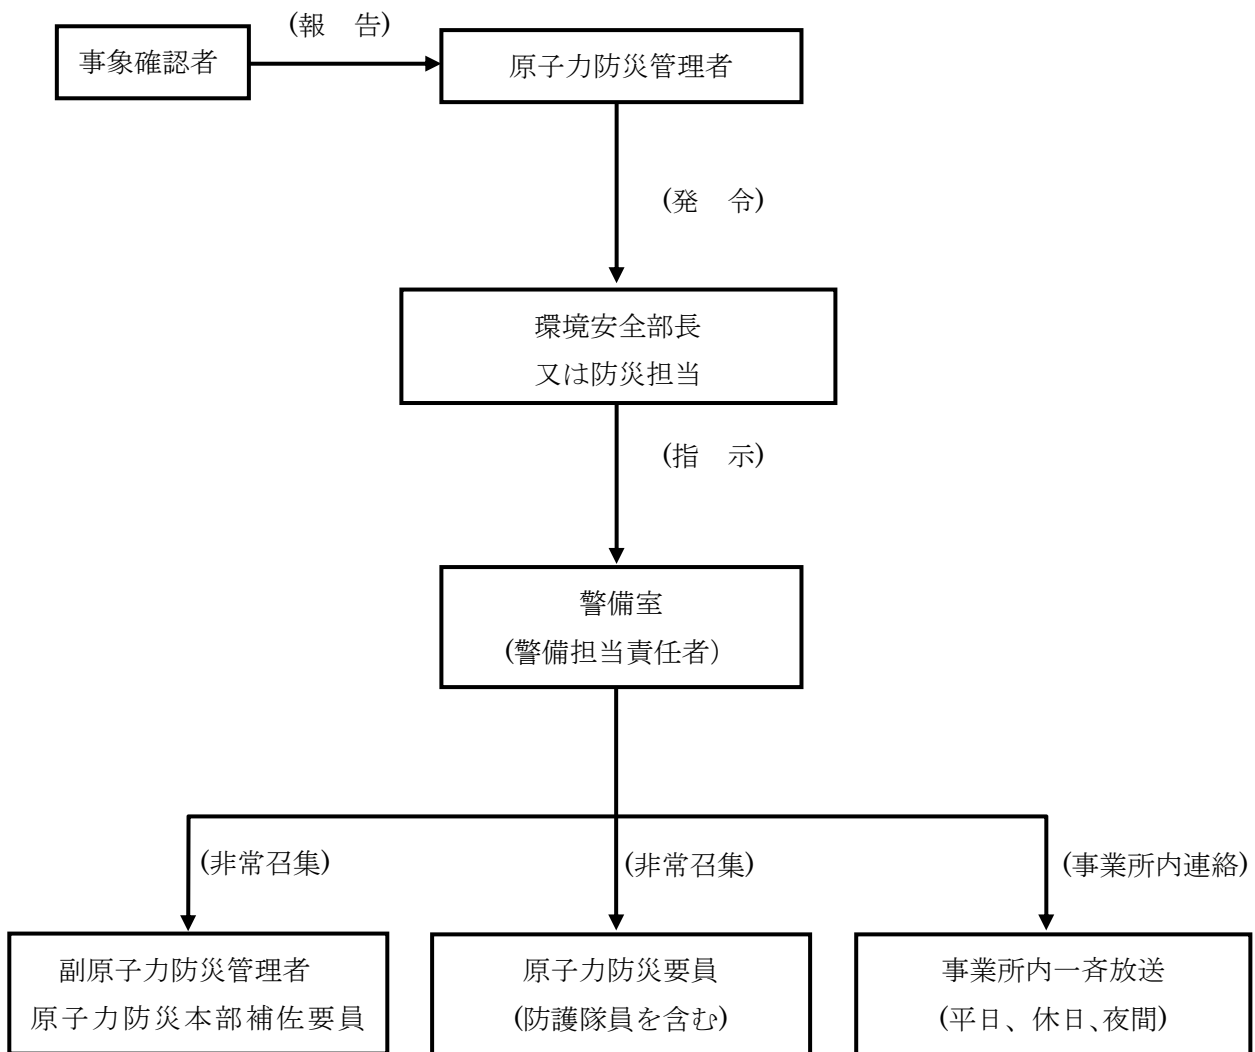 (報　告)
事象確認者
原子力防災管理者
(発　令)
環境安全部長
又は防災担当
(指　示)
警備室
(警備担当責任者）
(非常召集)
(非常召集)
(事業所内連絡)
副原子力防災管理者
原子力防災本部補佐要員
原子力防災要員
(防護隊員を含む)
事業所内一斉放送
(平日、休日、夜間)